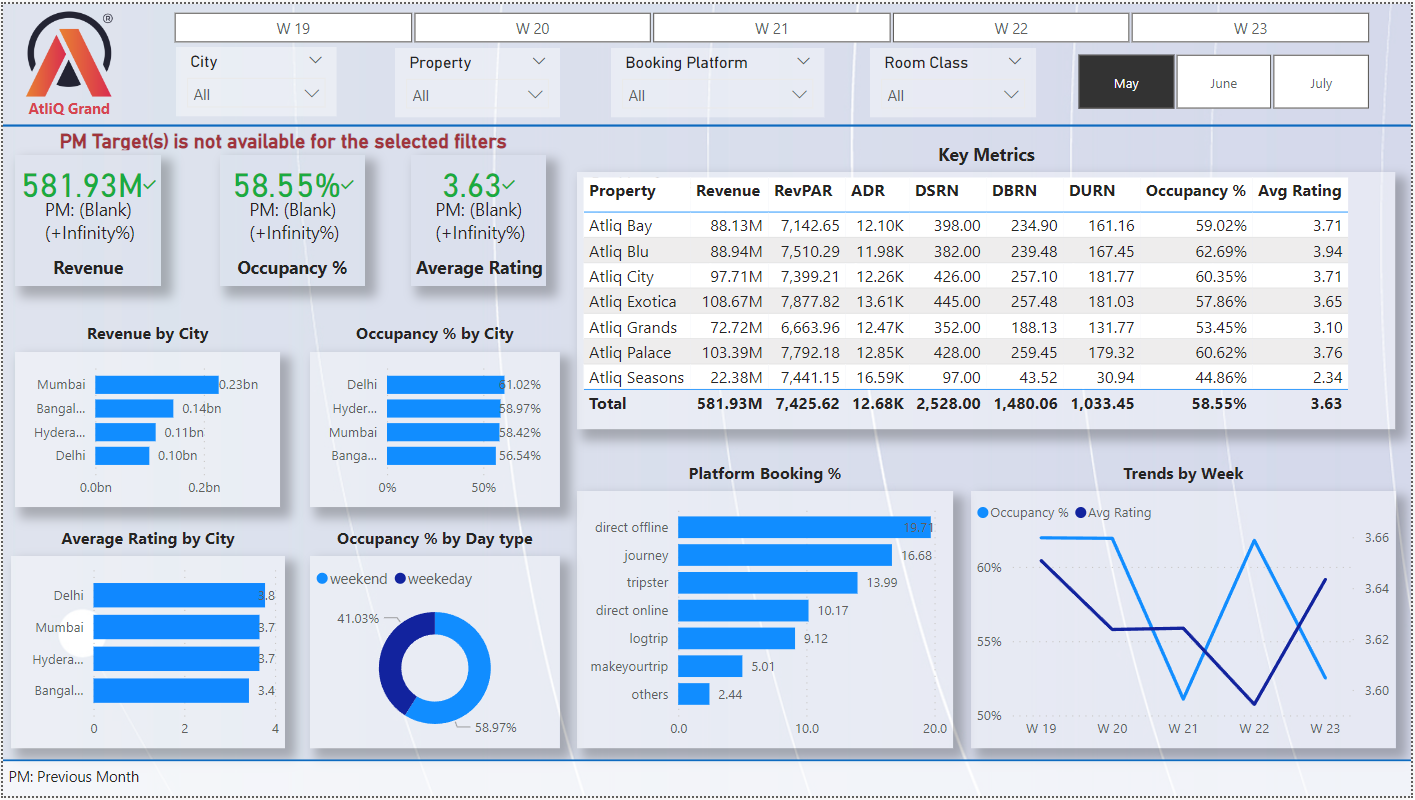 ®
AtliQ Grand
W 19 W 20 W 21 W 22 W 23
City Property Booking Platform Room Class
All All All All
May June July
PM Target(s) is not available for the selected filters
581.93M
PM: (Blank)
(+Infinity%)
Revenue
58.55%
PM: (Blank)
(+Infinity%)
Occupancy %
3.63
PM: (Blank)
(+Infinity%)
Average Rating
Key Metrics
Property Revenue RevPAR ADR DSRN DBRN DURN Occupancy % Avg Rating
Atliq Bay 88.13M 7,142.65 12.10K 398.00 234.90 161.16 59.02% 3.71
Atliq Blu 88.94M 7,510.29 11.98K 382.00 239.48 167.45 62.69% 3.94
Atliq City 97.71M 7,399.21 12.26K 426.00 257.10 181.77 60.35% 3.71
Atliq Exotica 108.67M 7,877.82 13.61K 445.00 257.48 181.03 57.86% 3.65
Atliq Grands 72.72M 6,663.96 12.47K 352.00 188.13 131.77 53.45% 3.10
Atliq Palace 103.39M 7,792.18 12.85K 428.00 259.45 179.32 60.62% 3.76
Atliq Seasons 22.38M 7,441.15 16.59K 97.00 43.52 30.94 44.86% 2.34
Total 581.93M 7,425.62 12.68K 2,528.00 1,480.06 1,033.45 58.55% 3.63
Revenue by City
Mumbai 0.23bn
Bangal... 0.14bn
Hydera... 0.11bn
Delhi 0.10bn
0.0bn 0.2bn
Occupancy % by City
Delhi 61.02%
Hyder... 58.97%
Mumbai 58.42%
Banga... 56.54%
0% 50%
Average Rating by City
Delhi 3.8
Mumbai 3.7
Hydera... 3.7
Bangal... 3.4
0 2 4
Occupancy % by Day type
weekend weekeday
41.03%
58.97%
Platform Booking %
direct offline 19.71
journey 16.68
tripster 13.99
direct online 10.17
logtrip 9.12
makeyourtrip 5.01
others 2.44
0.0 10.0 20.0
Trends by Week
Occupancy % Avg Rating
3.66
60%
3.64
55% 3.62
3.60
50%
W 19 W 20 W 21 W 22 W 23
PM: Previous Month